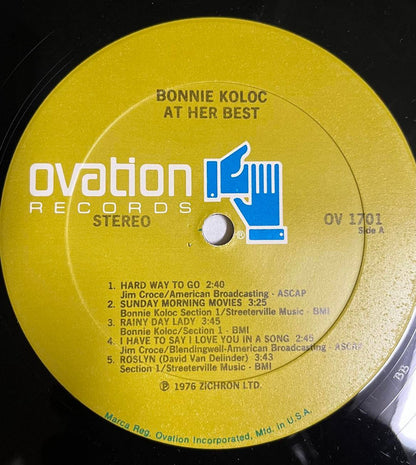 BONNIE KOLOC
AT HER BEST
ovation
RECORDS
®
STEREO
OV 1701
Side A
1. HARD WAY TO GO 2:40
Jim Croce/American Broadcasting - ASCAP
2. SUNDAY MORNING MOVIES 3:25
Bonnie Koloc Section 1/Streeterville Music - BMI
3. RAINY DAY LADY 3:45
Bonnie Koloc/Section 1 - BMI
4. I HAVE TO SAY I LOVE YOU IN A SONG 2:45
Jim Croce/Blendingwell-American Broadcasting - ASCAP
5. ROSLYN (David Van Delinder) 3:43
Section 1/Streeterville Music - BMI
℗ 1976 ZICHRON LTD.
Marca Reg. Ovation Incorporated, Mfd. in U.S.A.
BB